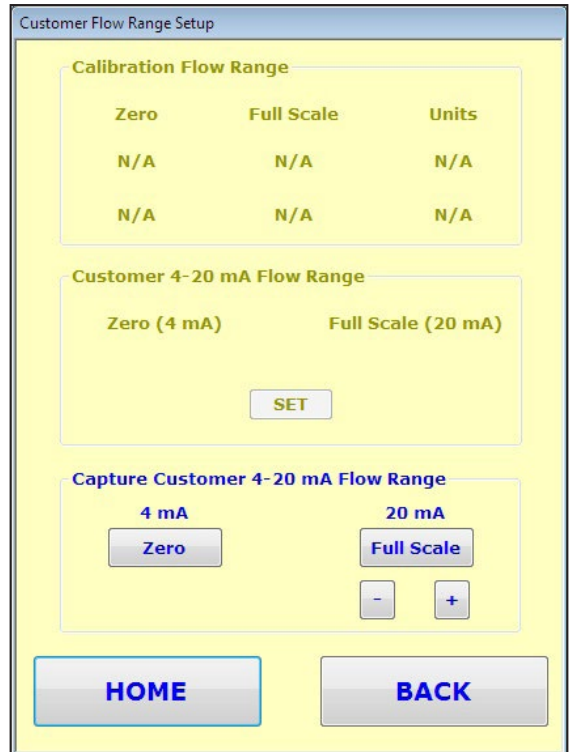 Customer Flow Range Setup
Calibration Flow Range
Zero Full Scale Units
N/A N/A N/A
N/A N/A N/A
Customer 4-20 mA Flow Range
Zero (4 mA) Full Scale (20 mA)
SET
Capture Customer 4-20 mA Flow Range
4 mA 20 mA
Zero Full Scale
- +
HOME BACK